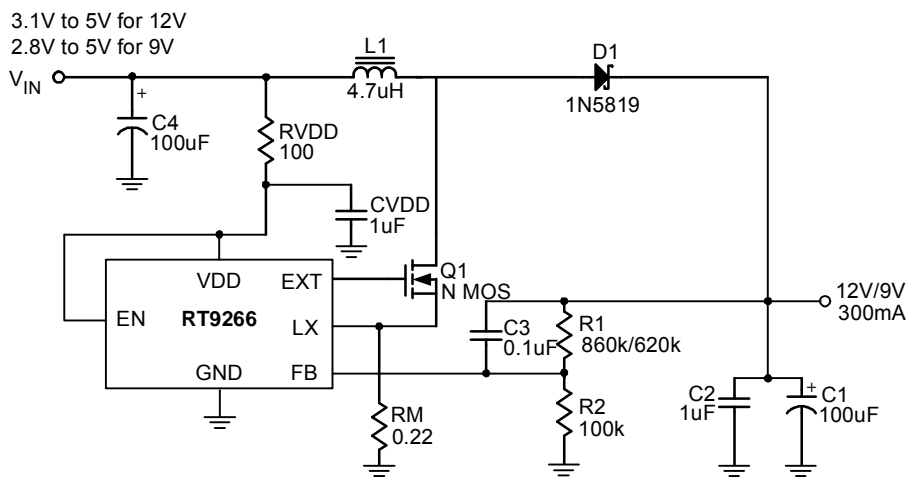 3.1V to 5V for 12V
2.8V to 5V for 9V
VIN
L1
4.7uH
D1
1N5819
+
C4
100uF
RVDD
100
CVDD
1uF
VDD
EXT
Q1
N MOS
EN
RT9266
LX
GND
FB
RM
0.22
C3
0.1uF
R1
860k/620k
R2
100k
12V/9V
300mA
C2
1uF
+
C1
100uF